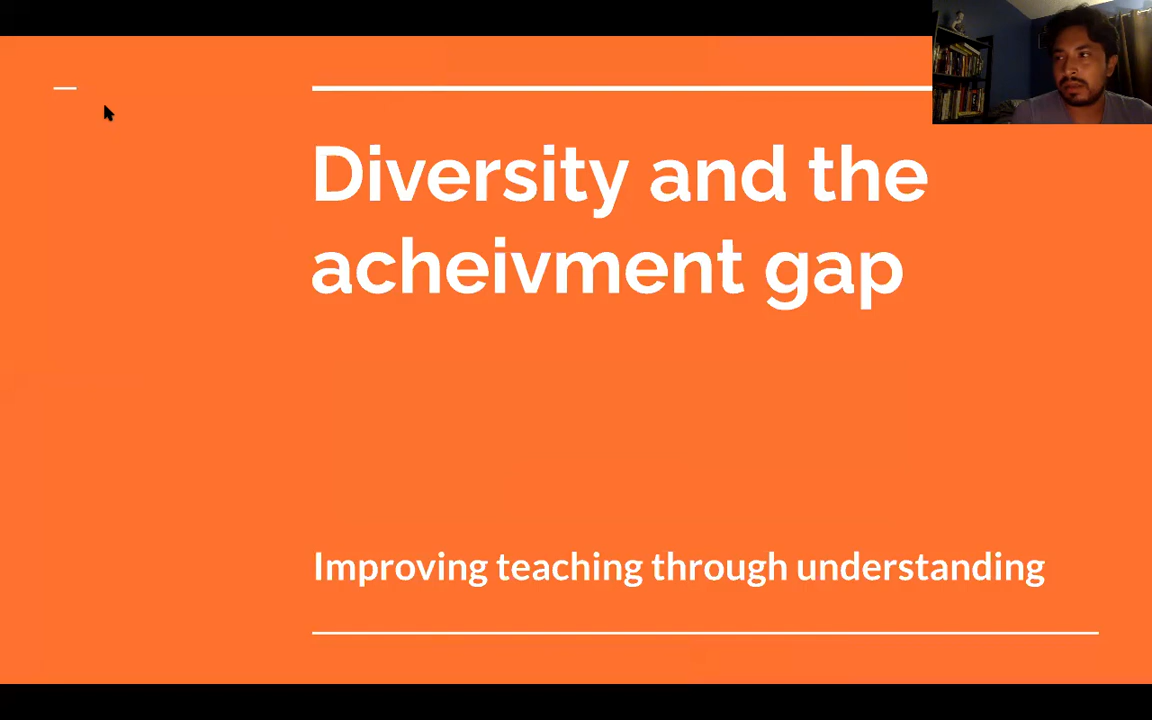 Diversity and the
acheivment gap
Improving teaching through understanding